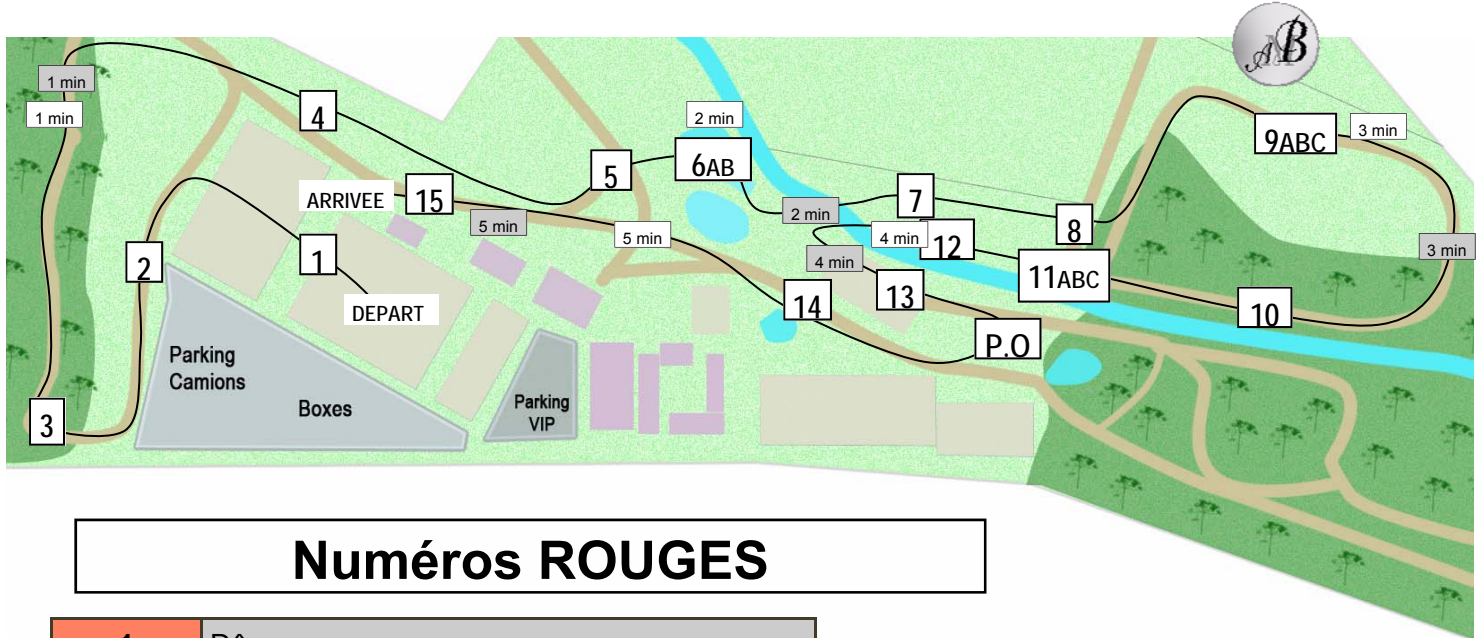 AB
1 min
1 min
4
2 min
9ABC
3 min
5
6AB
ARRIVEE
15
5 min
2 min
7
8
5 min
4 min
12
3 min
2
1
4 min
11ABC
13
14
10
DEPART
P.O
Parking
Camions
Boxes
Parking
VIP
3
Numéros ROUGES